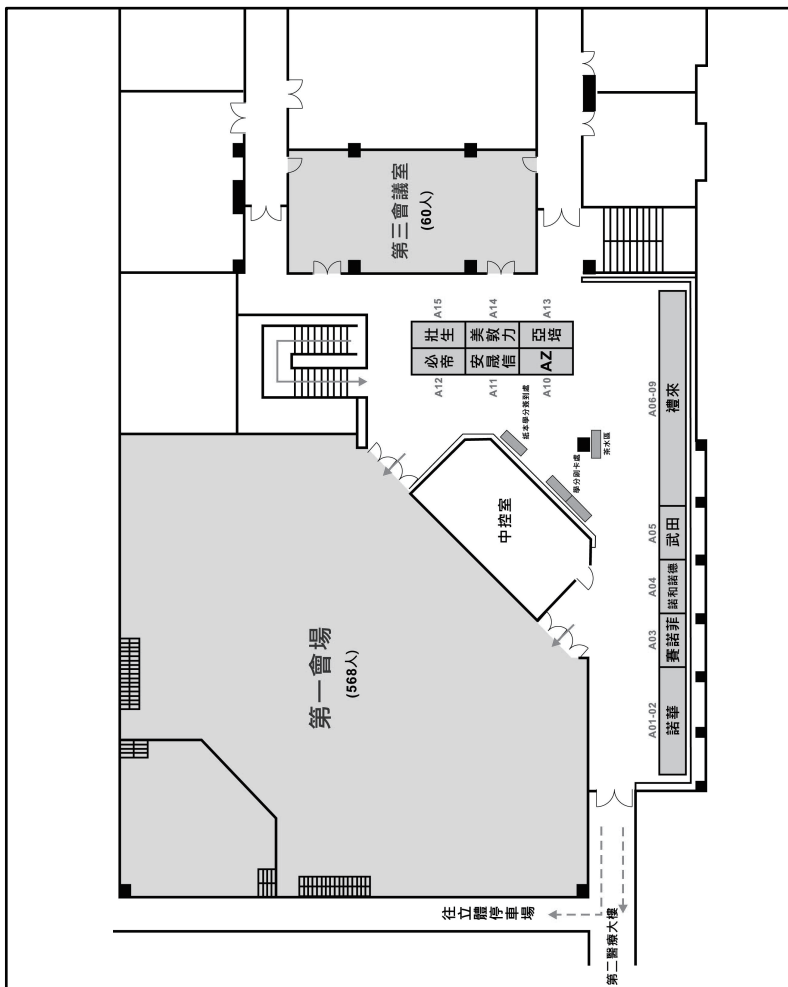 第三會議室
(60人)
A15
A14
A13
壯生
美敦力
亞培
必帝
安晟信
AZ
A12
A11
A10
紙本學分簽到處
學分刷卡處
茶水區
中控室
第一會場
(568人)
A06-09
禮來
A05
武田
A04
諾和諾德
A03
賽諾菲
A01-02
諾華
往立體停車場
第二醫療大樓